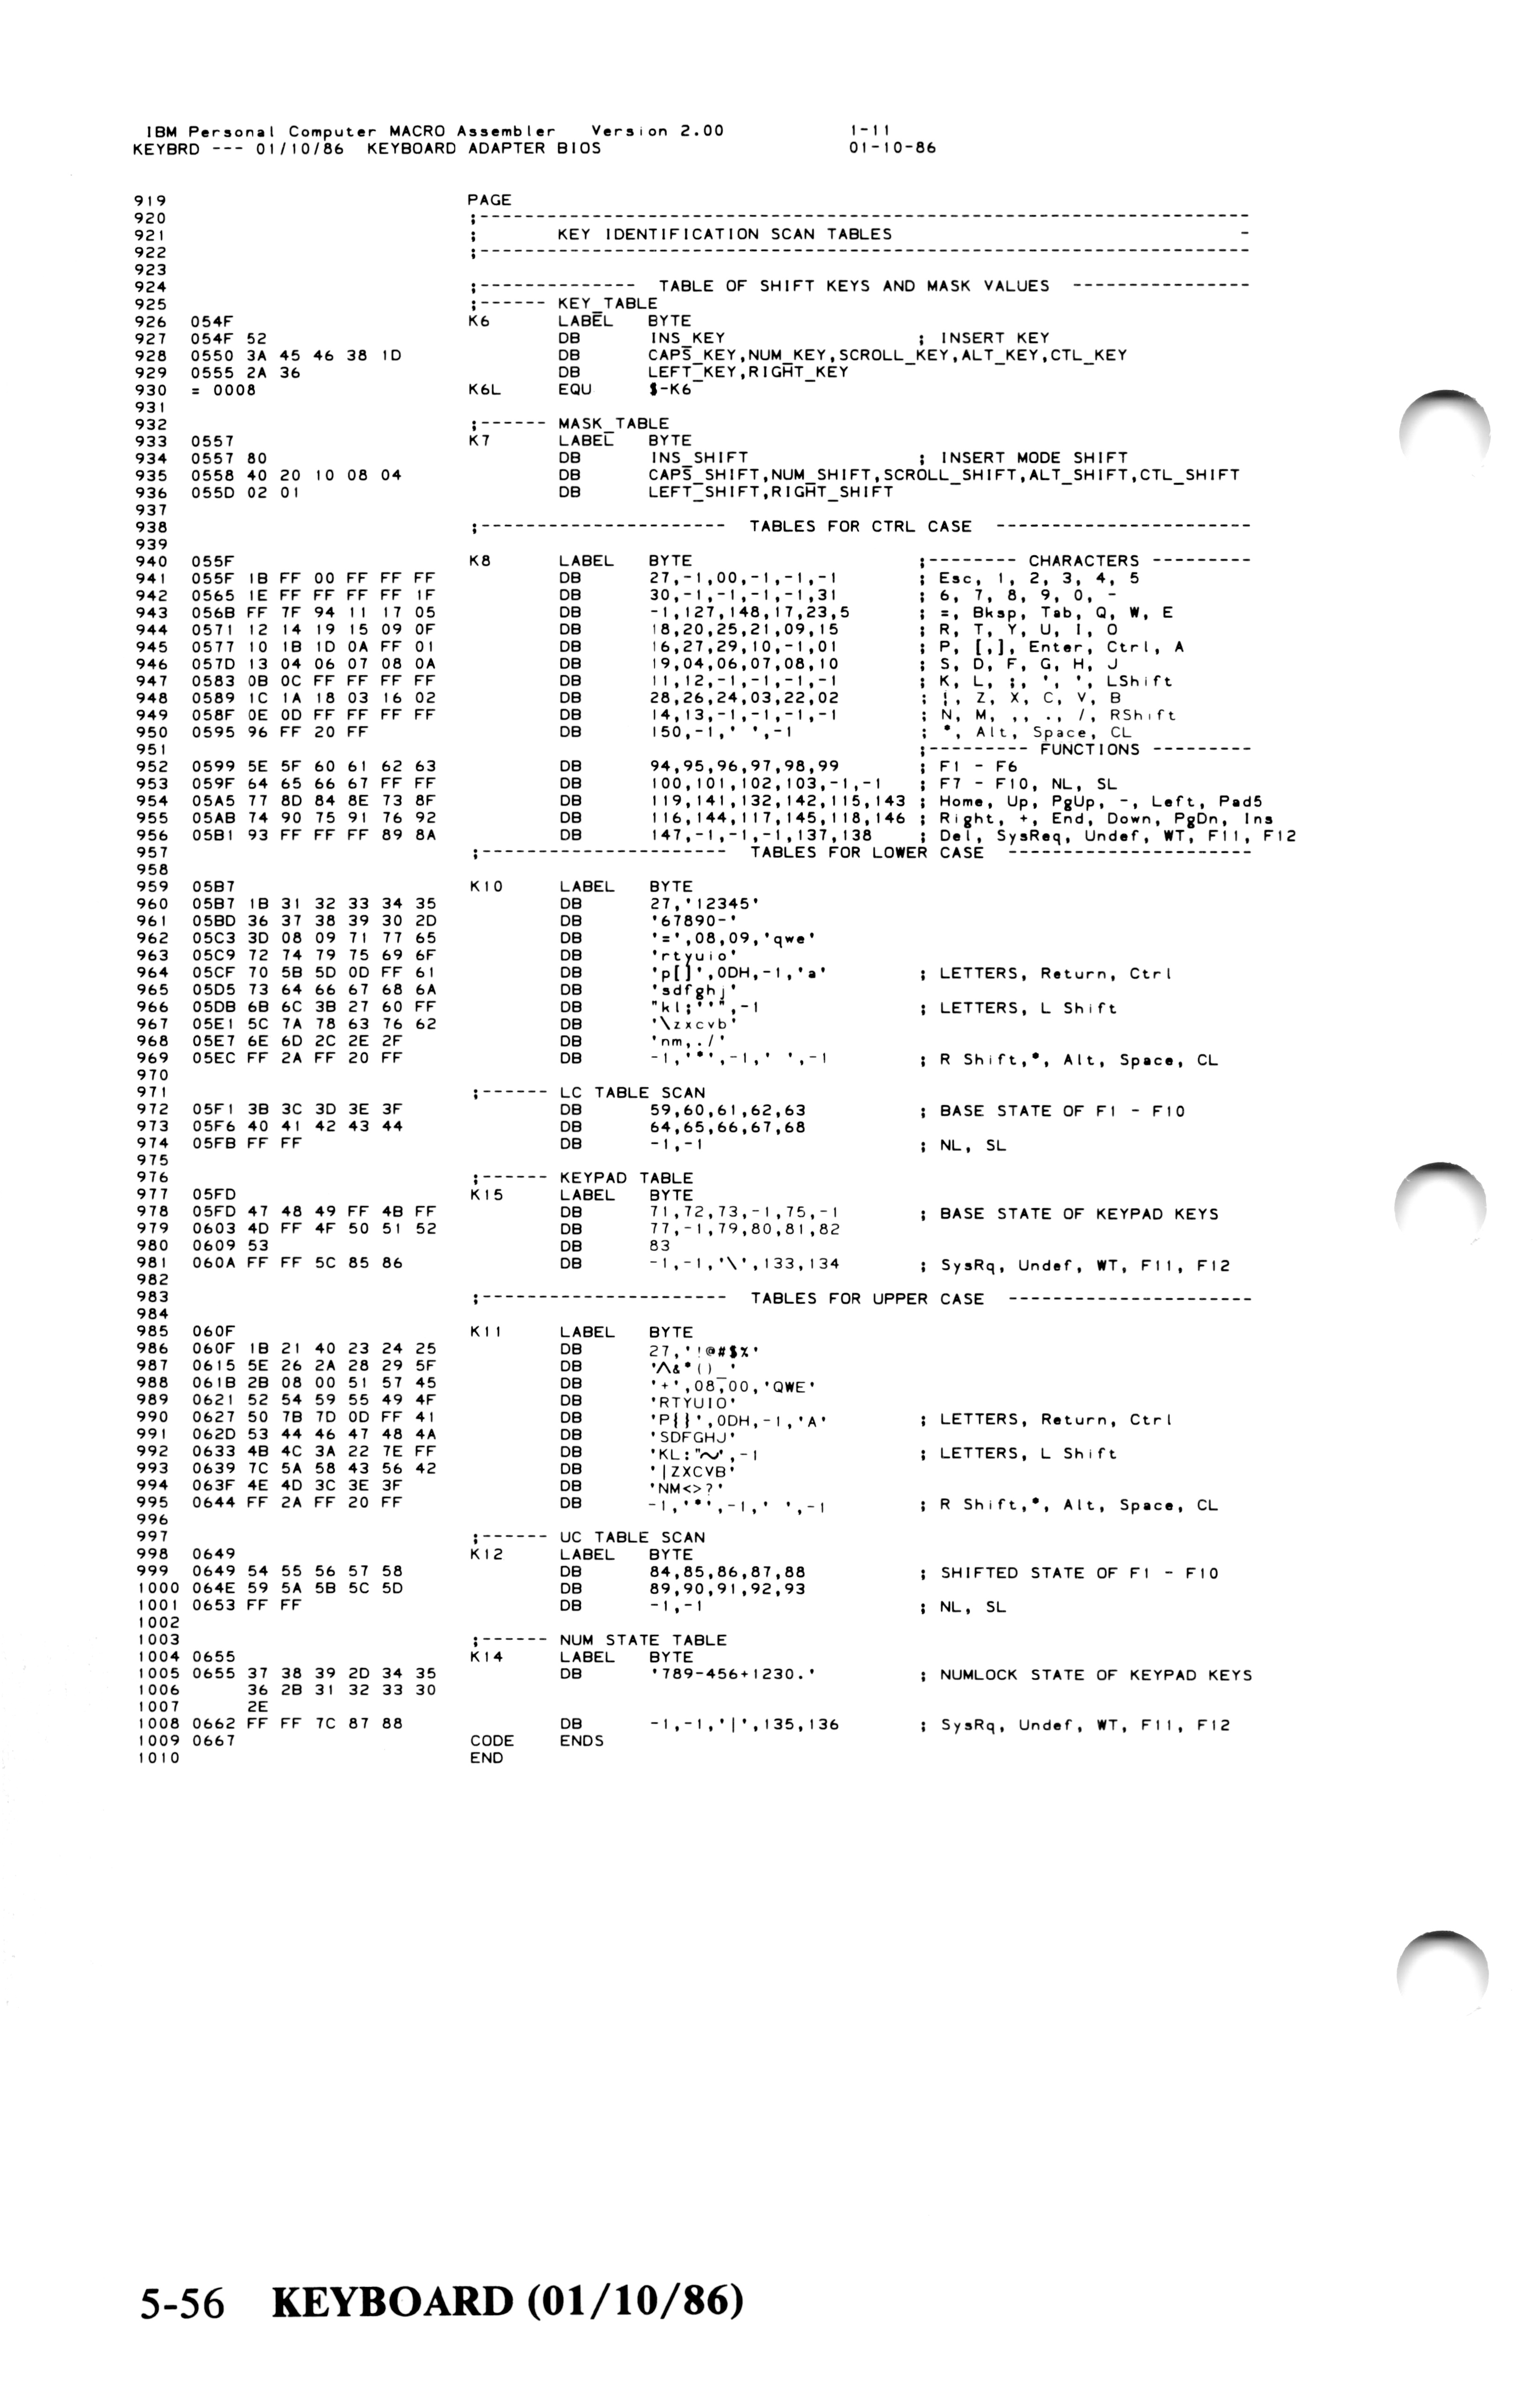 IBM Personal Computer MACRO Assembler   Version 2.00               1-11
KEYBRD --- 01/10/86  KEYBOARD ADAPTER BIOS                         01-10-86
919                             PAGE
920                             ;--------------------------------------------------------------------
921                             ;       KEY IDENTIFICATION SCAN TABLES                               -
922                             ;--------------------------------------------------------------------
923
924                             ;-------------- TABLE OF SHIFT KEYS AND MASK VALUES ----------------
925                             ;------ KEY_TABLE
926  054F                       K6      LABEL   BYTE
927  054F 52                            DB      INS_KEY                 ; INSERT KEY
928  0550 3A 45 46 38 1D                DB      CAPS_KEY,NUM_KEY,SCROLL_KEY,ALT_KEY,CTL_KEY
929  0555 2A 36                         DB      LEFT_KEY,RIGHT_KEY
930  = 0008                     K6L     EQU     $-K6
931
932                             ;------ MASK_TABLE
933  0557                       K7      LABEL   BYTE
934  0557 80                            DB      INS_SHIFT               ; INSERT MODE SHIFT
935  0558 40 20 10 08 04                DB      CAPS_SHIFT,NUM_SHIFT,SCROLL_SHIFT,ALT_SHIFT,CTL_SHIFT
936  055D 02 01                         DB      LEFT_SHIFT,RIGHT_SHIFT
937
938                             ;---------------------- TABLES FOR CTRL CASE -----------------------
939
940  055F                       K8      LABEL   BYTE                    ;-------- CHARACTERS ---------
941  055F 1B FF 00 FF FF FF             DB      27,-1,00,-1,-1,-1       ; Esc, 1, 2, 3, 4, 5
942  0565 1E FF FF FF FF 1F             DB      30,-1,-1,-1,-1,31       ; 6, 7, 8, 9, 0, -
943  056B FF 7F 94 11 17 05             DB      -1,127,148,17,23,5      ; =, Bksp, Tab, Q, W, E
944  0571 12 14 19 15 09 0F             DB      18,20,25,21,09,15       ; R, T, Y, U, I, O
945  0577 10 1B 1D 0A FF 01             DB      16,27,29,10,-1,01       ; P, [,], Enter, Ctrl, A
946  057D 13 04 06 07 08 0A             DB      19,04,06,07,08,10       ; S, D, F, G, H, J
947  0583 0B 0C FF FF FF FF             DB      11,12,-1,-1,-1,-1       ; K, L, ;, ', ', LShift
948  0589 1C 1A 18 03 16 02             DB      28,26,24,03,22,02       ; ¦, Z, X, C, V, B
949  058F 0E 0D FF FF FF FF             DB      14,13,-1,-1,-1,-1       ; N, M, ,, ., /, RShift
950  0595 96 FF 20 FF                   DB      150,-1,' ',-1           ; *, Alt, Space, CL
951                                                                     ;--------- FUNCTIONS ---------
952  0599 5E 5F 60 61 62 63             DB      94,95,96,97,98,99       ; F1 - F6
953  059F 64 65 66 67 FF FF             DB      100,101,102,103,-1,-1   ; F7 - F10, NL, SL
954  05A5 77 8D 84 8E 73 8F             DB      119,141,132,142,115,143 ; Home, Up, PgUp, -, Left, Pad5
955  05AB 74 90 75 91 76 92             DB      116,144,117,145,118,146 ; Right, +, End, Down, PgDn, Ins
956  05B1 93 FF FF FF 89 8A             DB      147,-1,-1,-1,137,138    ; Del, SysReq, Undef, WT, F11, F12
957                             ;---------------------- TABLES FOR LOWER CASE ----------------------
958
959  05B7                       K10     LABEL   BYTE
960  05B7 1B 31 32 33 34 35             DB      27,'12345'
961  05BD 36 37 38 39 30 2D             DB      '67890-'
962  05C3 3D 08 09 71 77 65             DB      '=',08,09,'qwe'
963  05C9 72 74 79 75 69 6F             DB      'rtyuio'
964  05CF 70 5B 5D 0D FF 61             DB      'p[]',0DH,-1,'a'        ; LETTERS, Return, Ctrl
965  05D5 73 64 66 67 68 6A             DB      'sdfghj'
966  05DB 6B 6C 3B 27 60 FF             DB      "kl;'`",-1              ; LETTERS, L Shift
967  05E1 5C 7A 78 63 76 62             DB      '\zxcvb'
968  05E7 6E 6D 2C 2E 2F                DB      'nm,./'
969  05EC FF 2A FF 20 FF                DB      -1,'*',-1,' ',-1        ; R Shift,*, Alt, Space, CL
970
971                             ;------ LC TABLE SCAN
972  05F1 3B 3C 3D 3E 3F                DB      59,60,61,62,63          ; BASE STATE OF F1 - F10
973  05F6 40 41 42 43 44                DB      64,65,66,67,68
974  05FB FF FF                         DB      -1,-1                   ; NL, SL
975
976                             ;------ KEYPAD TABLE
977  05FD                       K15     LABEL   BYTE
978  05FD 47 48 49 FF 4B FF             DB      71,72,73,-1,75,-1       ; BASE STATE OF KEYPAD KEYS
979  0603 4D FF 4F 50 51 52             DB      77,-1,79,80,81,82
980  0609 53                            DB      83
981  060A FF FF 5C 85 86                DB      -1,-1,'\',133,134       ; SysRq, Undef, WT, F11, F12
982
983                             ;---------------------- TABLES FOR UPPER CASE ----------------------
984
985  060F                       K11     LABEL   BYTE
986  060F 1B 21 40 23 24 25             DB      27,'!@#$%'
987  0615 5E 26 2A 28 29 5F             DB      '^&*()_'
988  061B 2B 08 00 51 57 45             DB      '+',08,00,'QWE'
989  0621 52 54 59 55 49 4F             DB      'RTYUIO'
990  0627 50 7B 7D 0D FF 41             DB      'P{}',0DH,-1,'A'        ; LETTERS, Return, Ctrl
991  062D 53 44 46 47 48 4A             DB      'SDFGHJ'
992  0633 4B 4C 3A 22 7E FF             DB      'KL:"~',-1              ; LETTERS, L Shift
993  0639 7C 5A 58 43 56 42             DB      '|ZXCVB'
994  063F 4E 4D 3C 3E 3F                DB      'NM<>?'
995  0644 FF 2A FF 20 FF                DB      -1,'*',-1,' ',-1        ; R Shift,*, Alt, Space, CL
996
997                             ;------ UC TABLE SCAN
998  0649                       K12     LABEL   BYTE
999  0649 54 55 56 57 58                DB      84,85,86,87,88          ; SHIFTED STATE OF F1 - F10
1000 064E 59 5A 5B 5C 5D                DB      89,90,91,92,93
1001 0653 FF FF                         DB      -1,-1                   ; NL, SL
1002
1003                            ;------ NUM STATE TABLE
1004 0655                       K14     LABEL   BYTE
1005 0655 37 38 39 2D 34 35             DB      '789-456+1230.'         ; NUMLOCK STATE OF KEYPAD KEYS
1006      36 2B 31 32 33 30
1007      2E
1008 0662 FF FF 7C 87 88                DB      -1,-1,'|',135,136       ; SysRq, Undef, WT, F11, F12
1009 0667                       CODE    ENDS
1010                            END
5-56 KEYBOARD (01/10/86)